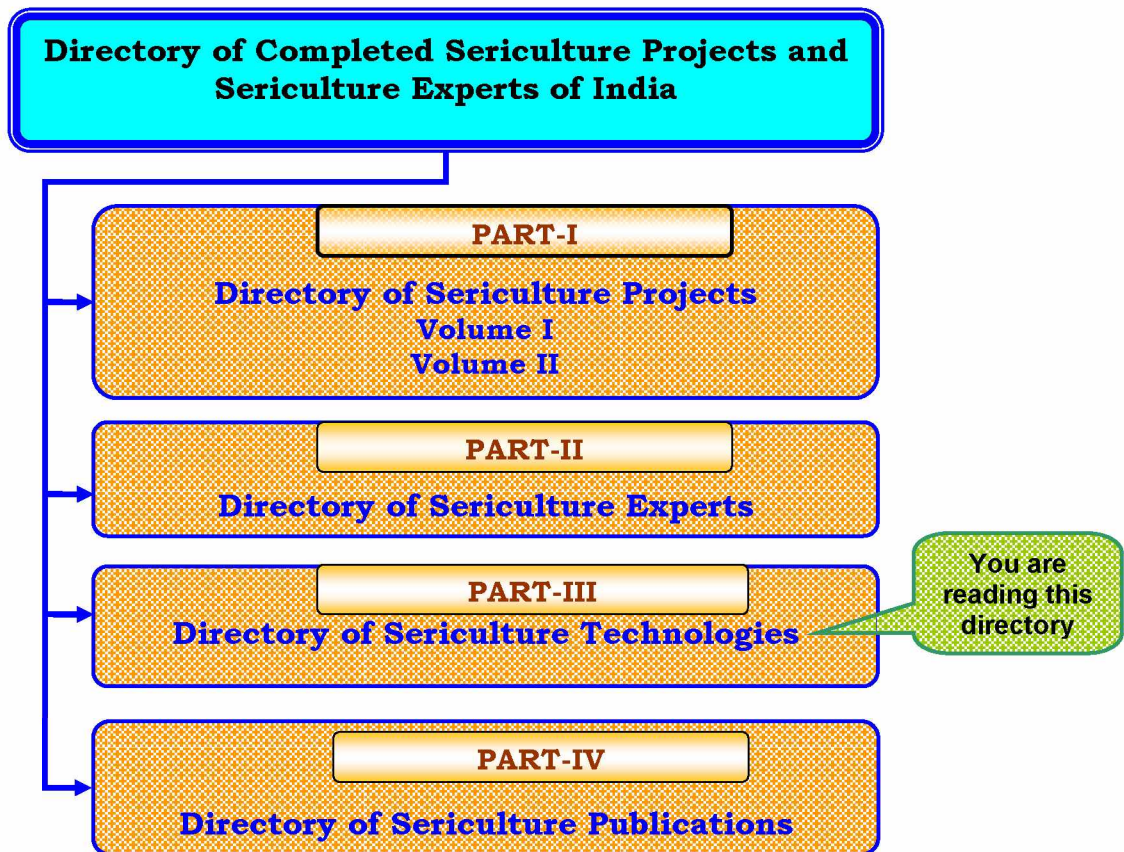 Directory of Completed Sericulture Projects and
Sericulture Experts of India
PART-I
Directory of Sericulture Projects
Volume I
Volume II
PART-II
Directory of Sericulture Experts
PART-III
Directory of Sericulture Technologies
You are
reading this
directory
PART-IV
Directory of Sericulture Publications